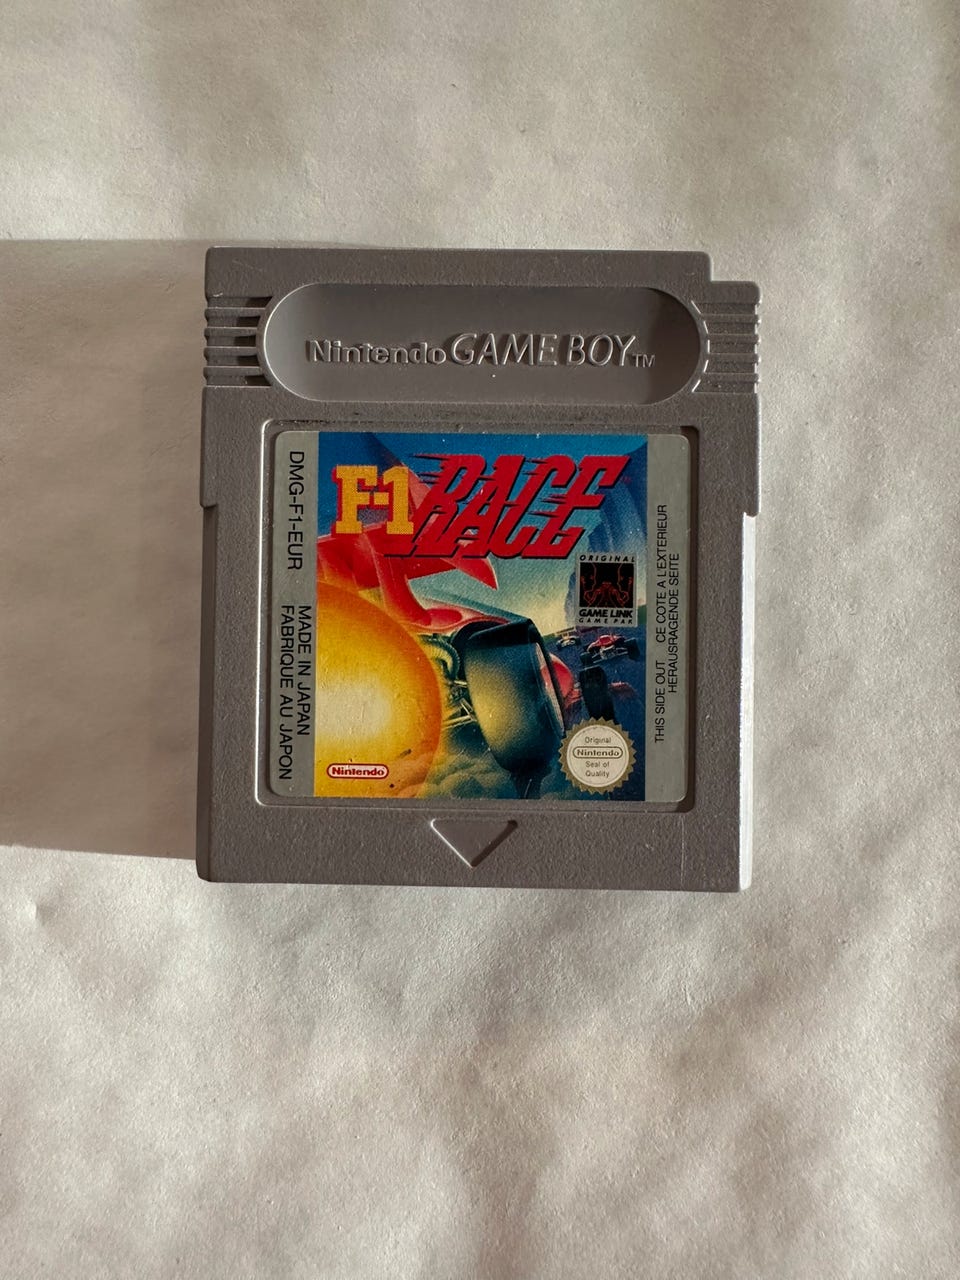 Nintendo GAME BOY TM
F-1 RACE
DMG-F1-EUR
MADE IN JAPAN
FABRIQUE AU JAPON
ORIGINAL
GAME LINK
GAME PAK
THIS SIDE OUT CE COTE A L'EXTERIEUR
HERAUSRAGENDE SEITE
Nintendo
Original
Nintendo
Seal of
Quality